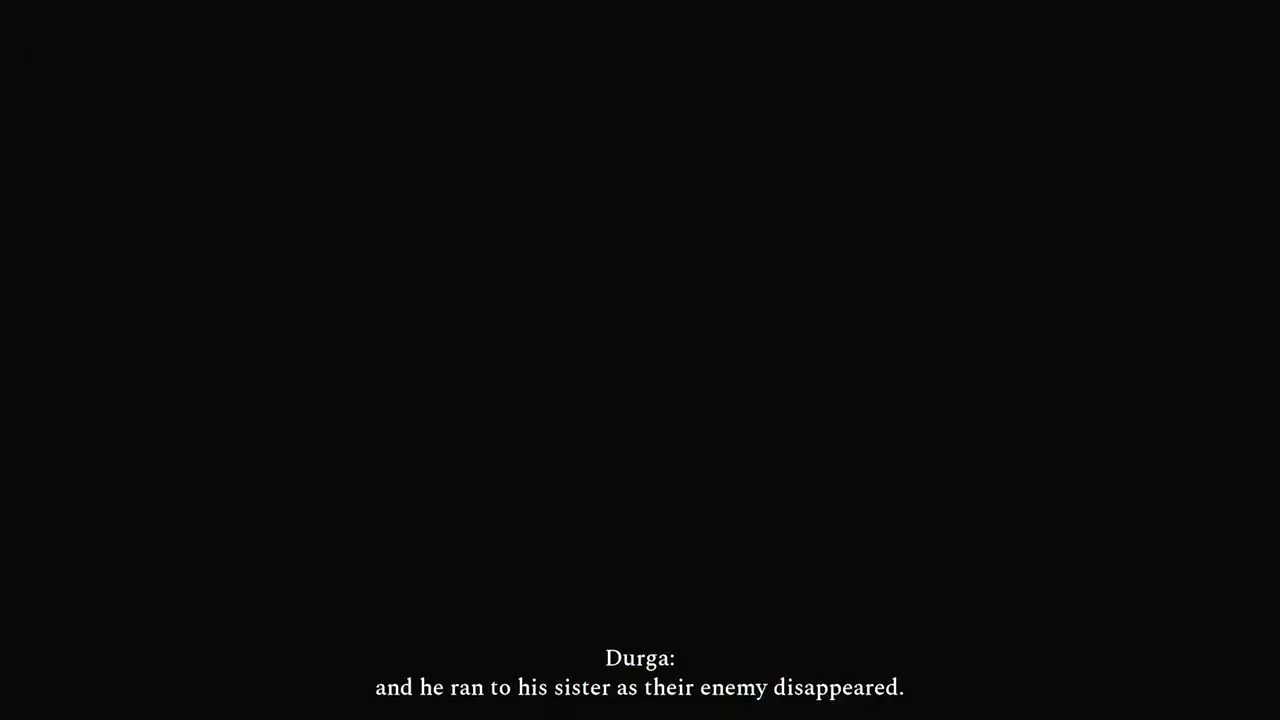 Durga:
and he ran to his sister as their enemy disappeared.